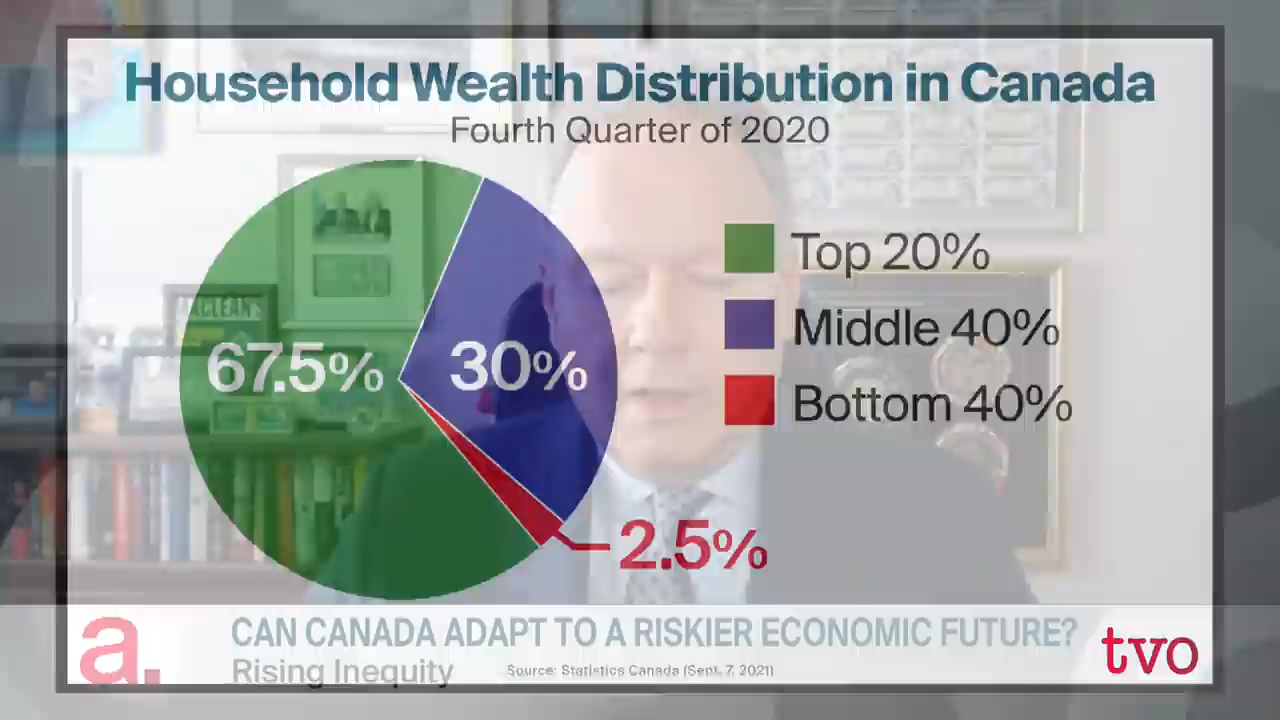 Household Wealth Distribution in Canada
Fourth Quarter of 2020
Top 20%
Middle 40%
Bottom 40%
67.5%
30%
2.5%
MACLEAN'S
a.
CAN CANADA ADAPT TO A RISKIER ECONOMIC FUTURE?
Rising Inequity
Source: Statistics Canada (Sept. 7, 2021)
tvo